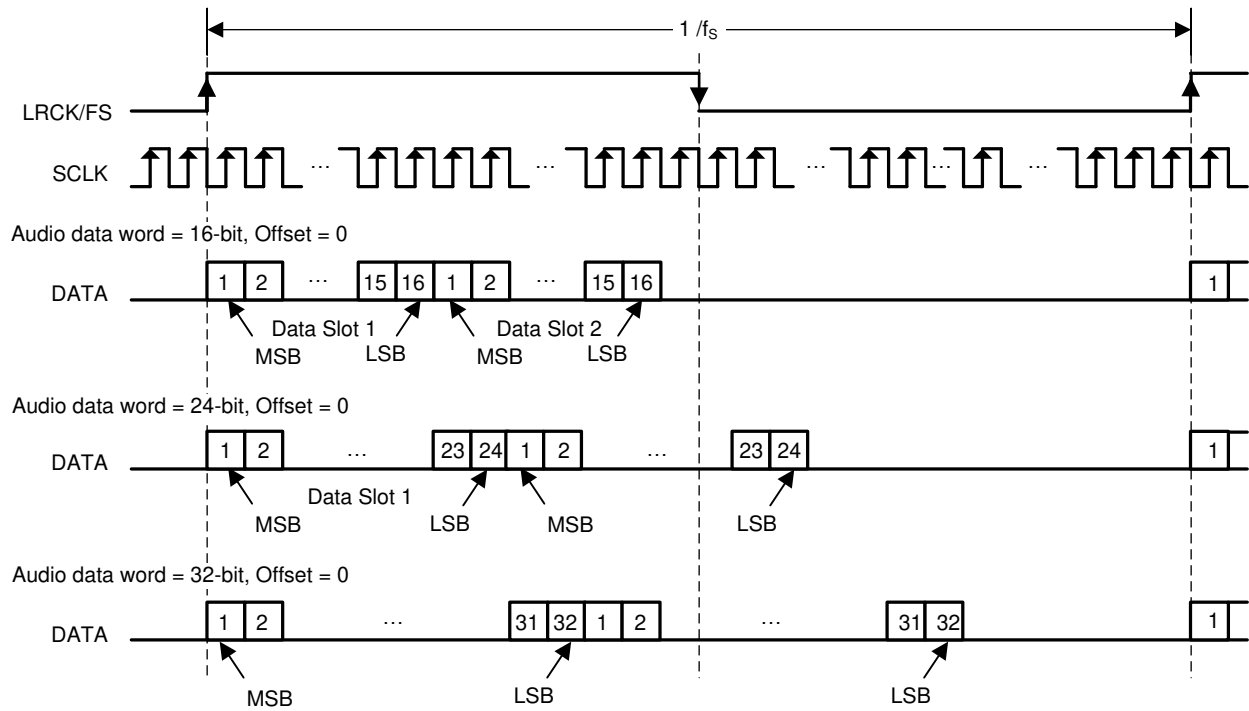 1 /fS
LRCK/FS
SCLK
... ... ... ... ...
Audio data word = 16-bit, Offset = 0
DATA 1 2 ... 15 16 1 2 ... 15 16 1
Data Slot 1 Data Slot 2
MSB LSB MSB LSB
Audio data word = 24-bit, Offset = 0
DATA 1 2 ... 23 24 1 2 ... 23 24 1
Data Slot 1
MSB LSB MSB LSB
Audio data word = 32-bit, Offset = 0
DATA 1 2 ... 31 32 1 2 ... 31 32 1
MSB LSB LSB